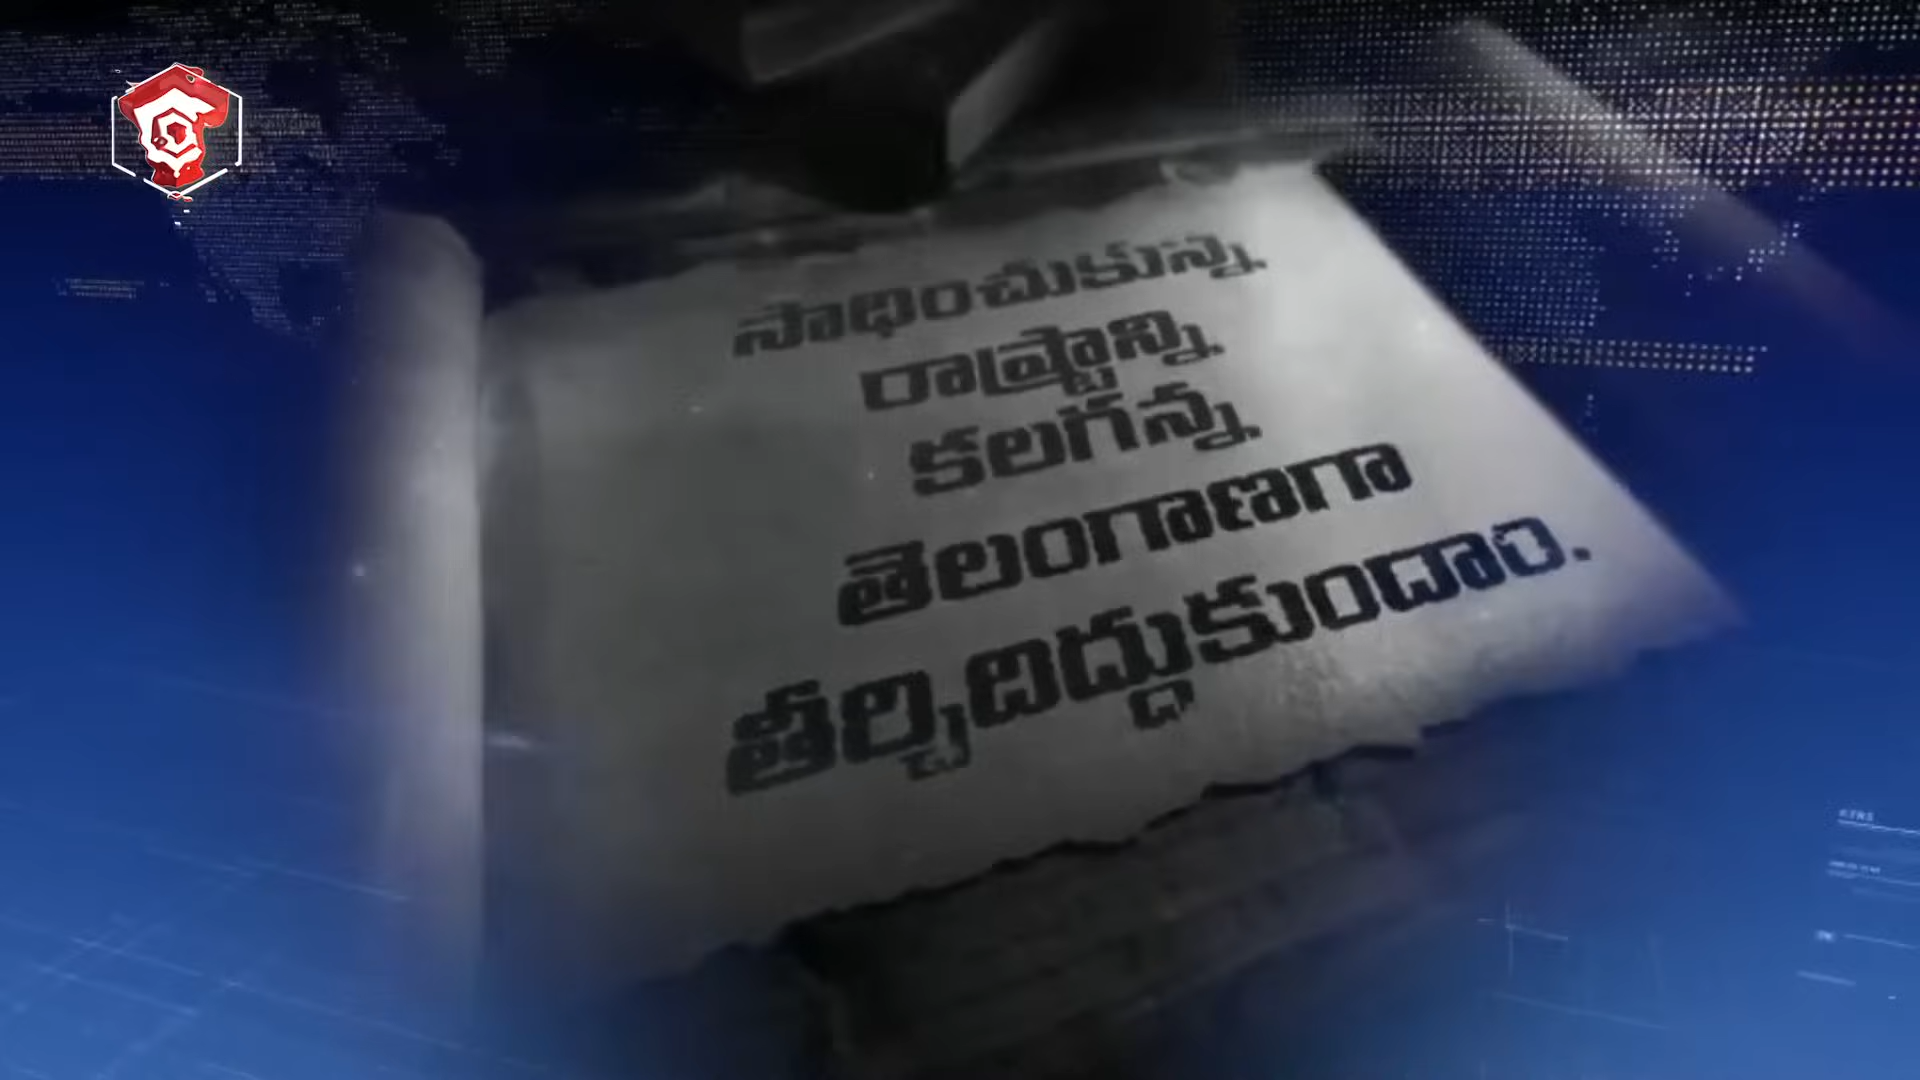 సాధించుకున్న
రాష్ట్రాన్ని
కలగన్న
తెలంగాణగా
తీర్చిదిద్దుకుందాం.